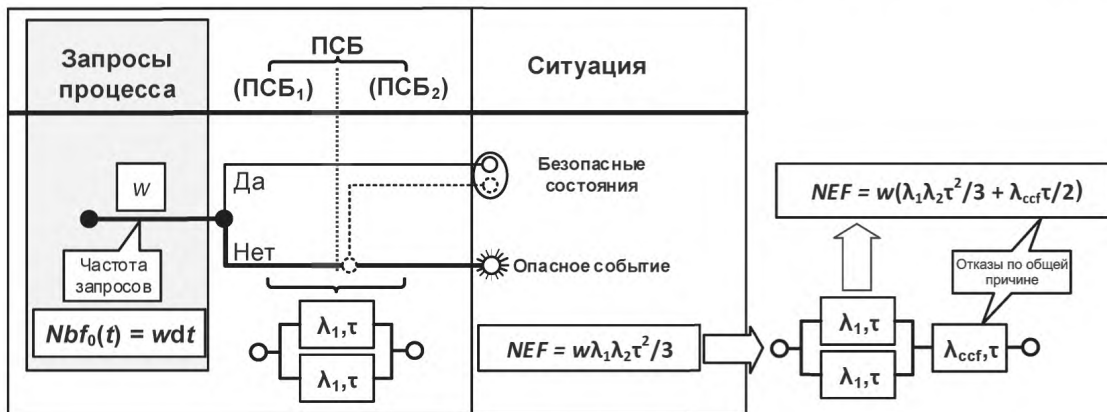 Запросы
процесса
ПСБ
(ПСБ₁) (ПСБ₂)
Ситуация
w
Да
Нет
Частота
запросов
Nbf₀(t) = wdt
λ₁,τ
λ₁,τ
Безопасные
состояния
Опасное событие
NEF = wλ₁λ₂τ²/3
NEF = w(λ₁λ₂τ²/3 + λccfτ/2)
Отказы по общей
причине
λ₁,τ
λ₁,τ
λccf,τ